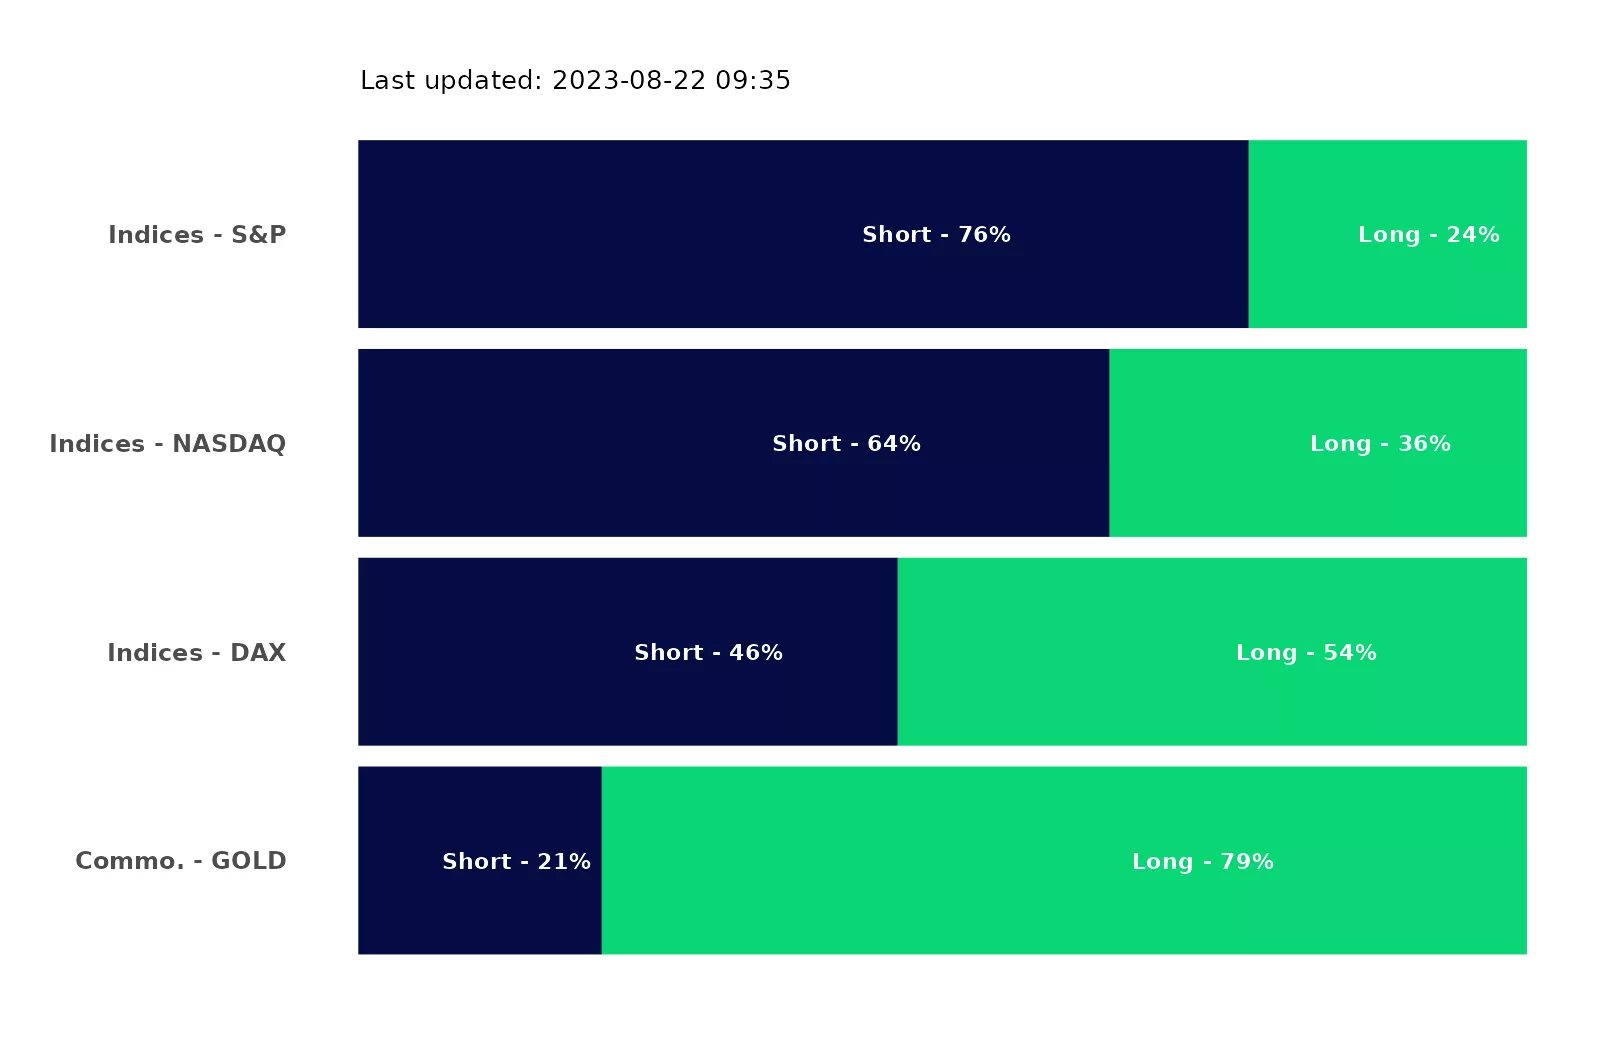 Last updated: 2023-08-22 09:35
Indices - S&P
Short - 76%
Long - 24%
Indices - NASDAQ
Short - 64%
Long - 36%
Indices - DAX
Short - 46%
Long - 54%
Commo. - GOLD
Short - 21%
Long - 79%